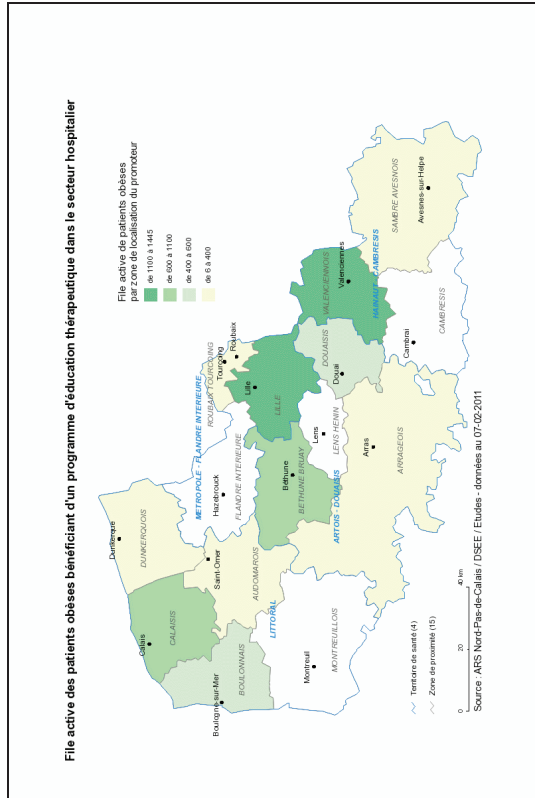 File active des patients obèses bénéficiant d'un programme d'éducation thérapeutique dans le secteur hospitalier
File active de patients obèses
par zone de localisation du promoteur
de 1100 à 1445
de 600 à 1100
de 400 à 600
de 6 à 400
Dunkerque
DUNKERQUOIS
Calais
CALAISIS
METROPOLE - FLANDRE INTERIEURE
Tourcoing
ROUBAIX TOURCOING
Roubaix
Hazebrouck
FLANDRE INTERIEURE
Lille
LILLE
Saint-Omer
AUDOMAROIS
Boulogne-sur-Mer
BOULONNAIS
LITTORAL
Béthune
BETHUNE BRUAY
Lens
LENS HENIN
DOUAISIS
Douai
VALENCIENNOIS
Valenciennes
HAINAUT - CAMBRESIS
ARTOIS - DOUAISIS
Montreuil
MONTREUILLOIS
Arras
ARRAGEOIS
Cambrai
CAMBRESIS
SAMBRE AVESNOIS
Avesnes-sur-Helpe
Territoire de santé (4)
Zone de proximité (15)
0 20 40 km
Source : ARS Nord-Pas-de-Calais / DSEE / Etudes - données au 07-02-2011